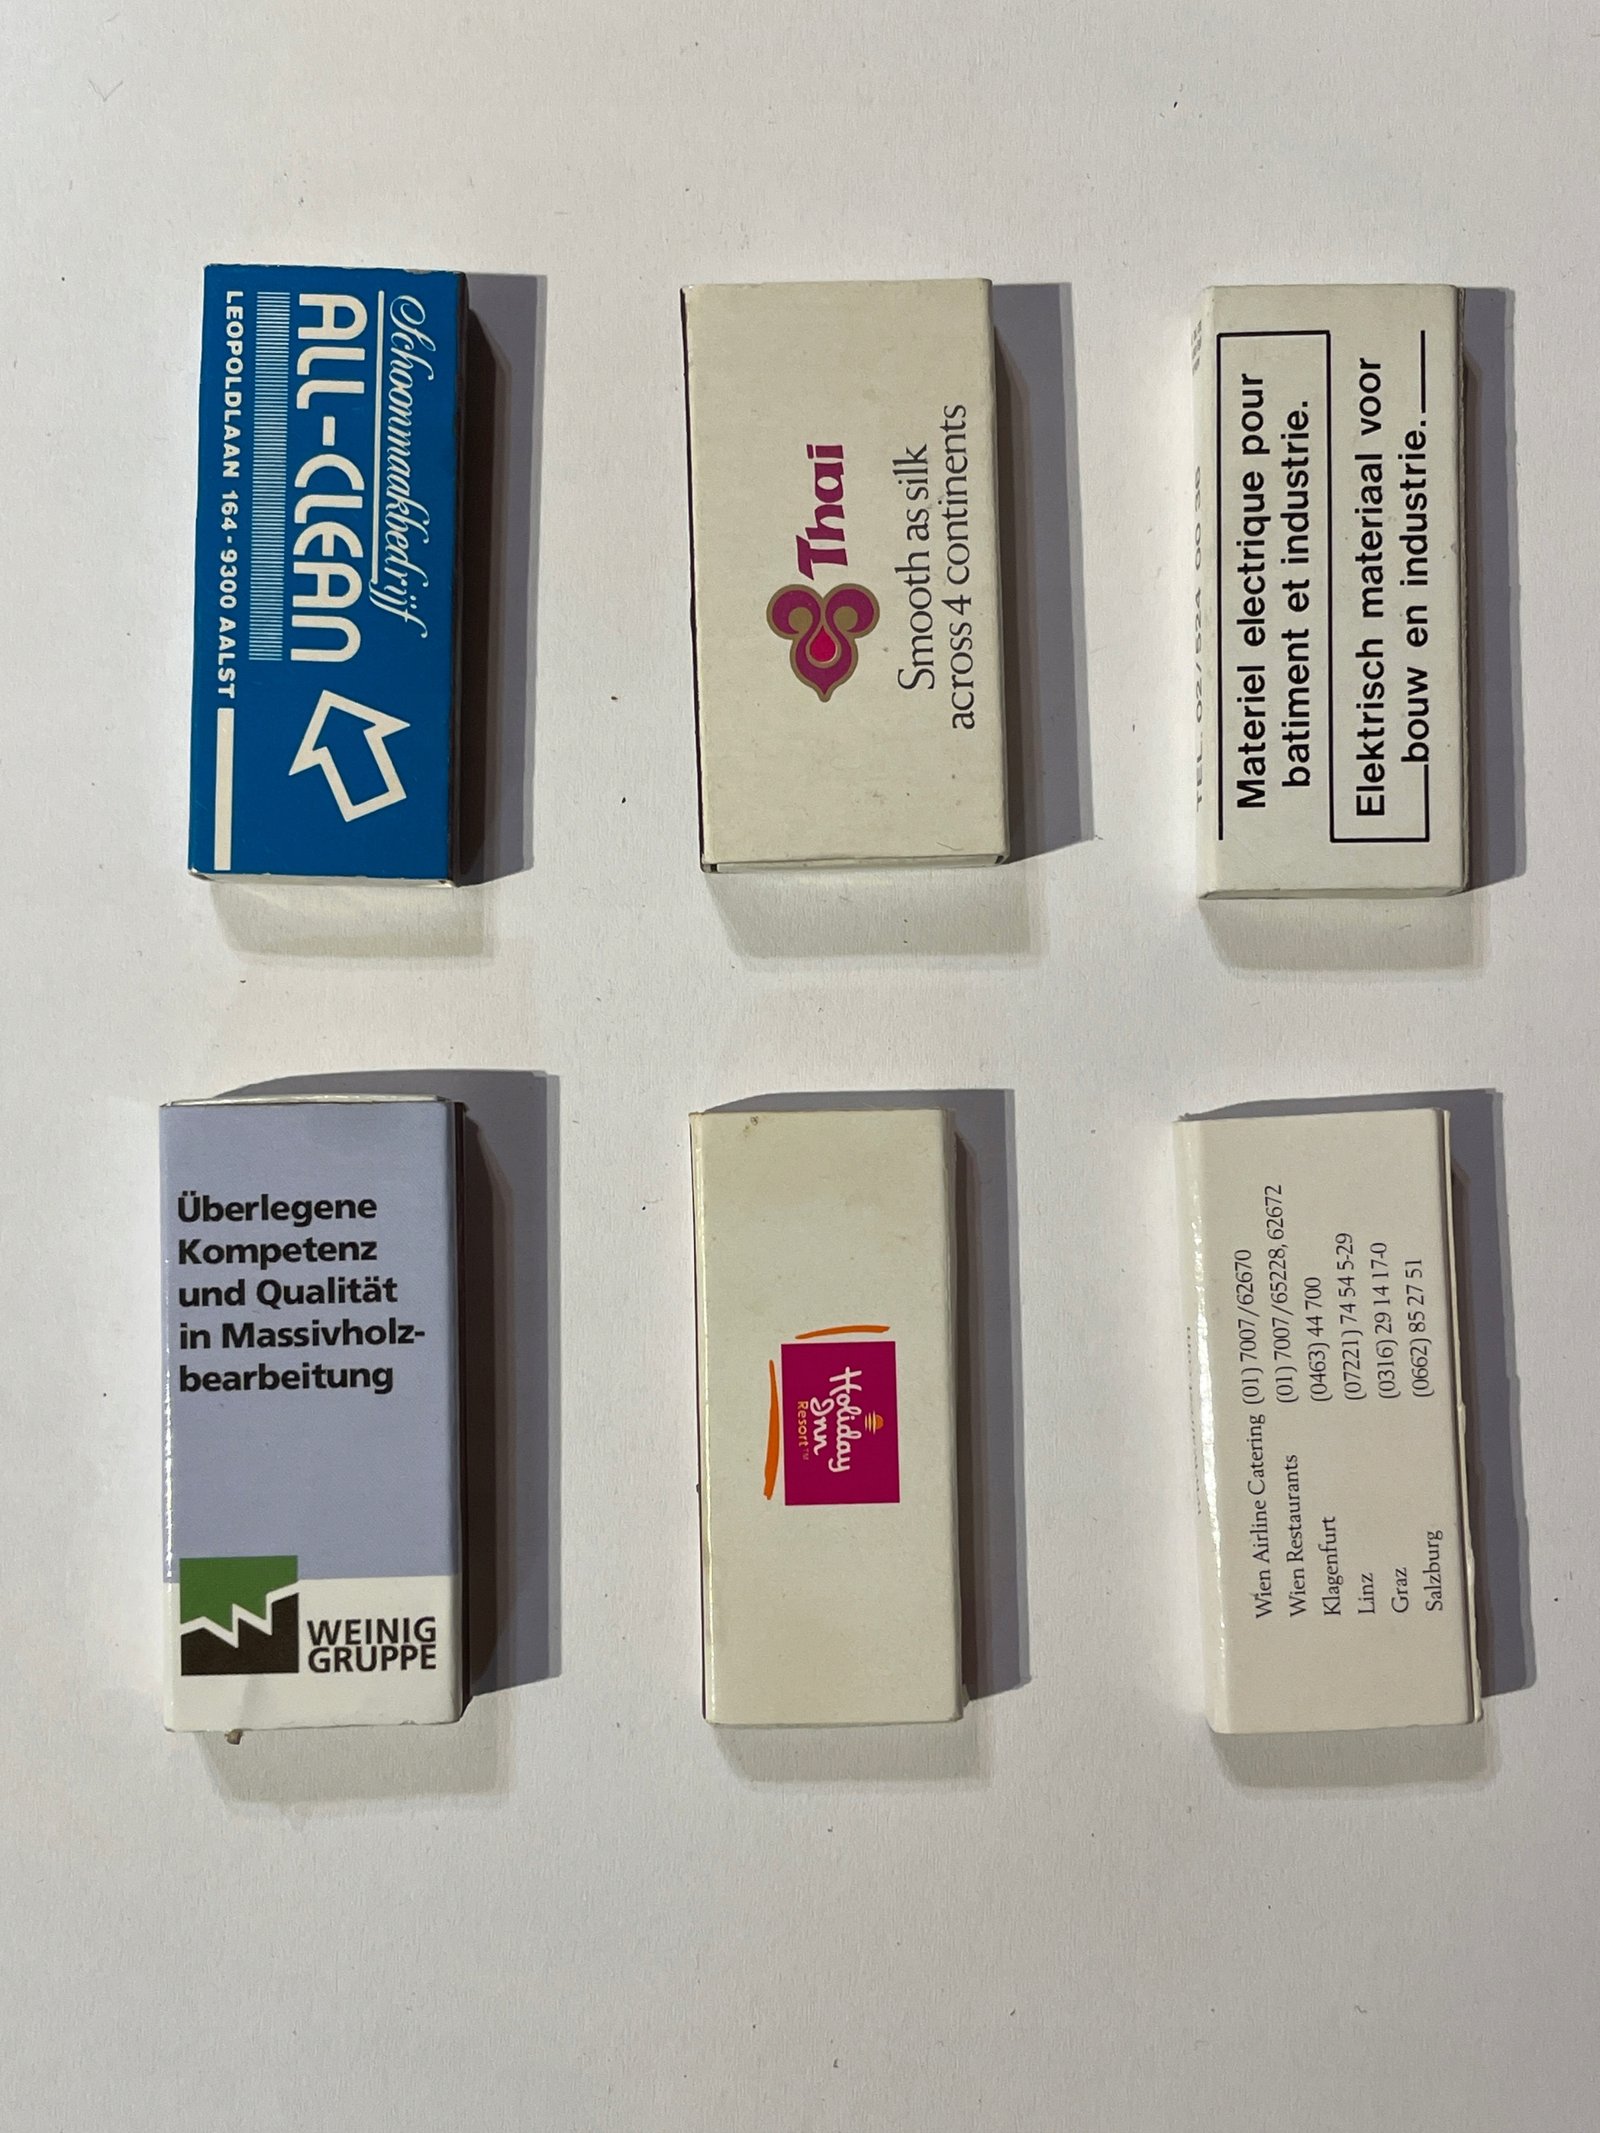 Schoonmaakbedrijf
ALL-CLEAN
LEOPOLDLAAN 164 - 9300 AALST
Thai
Smooth as silk
across 4 continents
Materiel electrique pour
batiment et industrie.
Elektrisch materiaal voor
bouw en industrie.
Überlegene
Kompetenz
und Qualität
in Massivholz-
bearbeitung
WEINIG
GRUPPE
Holiday
Inn
Resort™
Wien Airline Catering (01) 7007/62670
Wien Restaurants (01) 7007/65228,62672
Klagenfurt (0463) 44 700
Linz (07221) 74 54 5-29
Graz (0316) 29 14 17-0
Salzburg (0662) 85 27 51